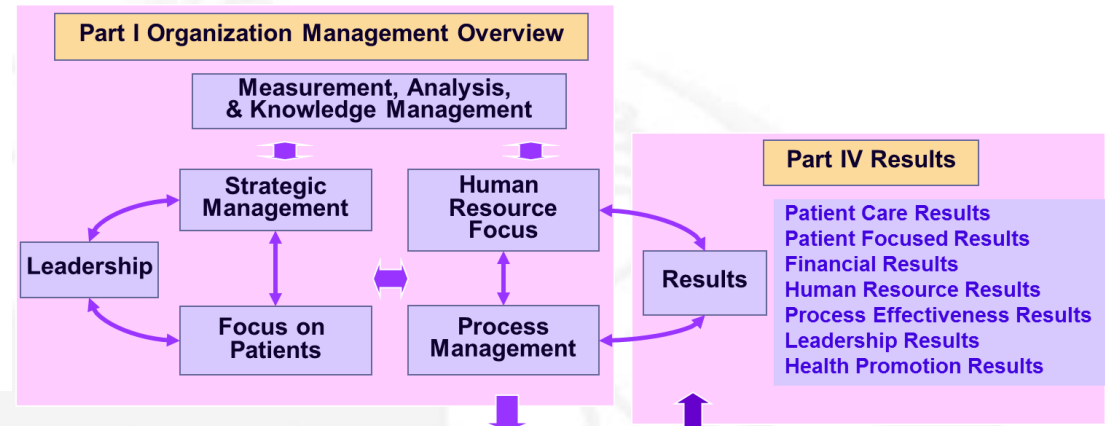 Part I Organization Management Overview
Measurement, Analysis,
& Knowledge Management
Strategic
Management
Human
Resource
Focus
Leadership
Focus on
Patients
Process
Management
Part IV Results
Results
Patient Care Results
Patient Focused Results
Financial Results
Human Resource Results
Process Effectiveness Results
Leadership Results
Health Promotion Results